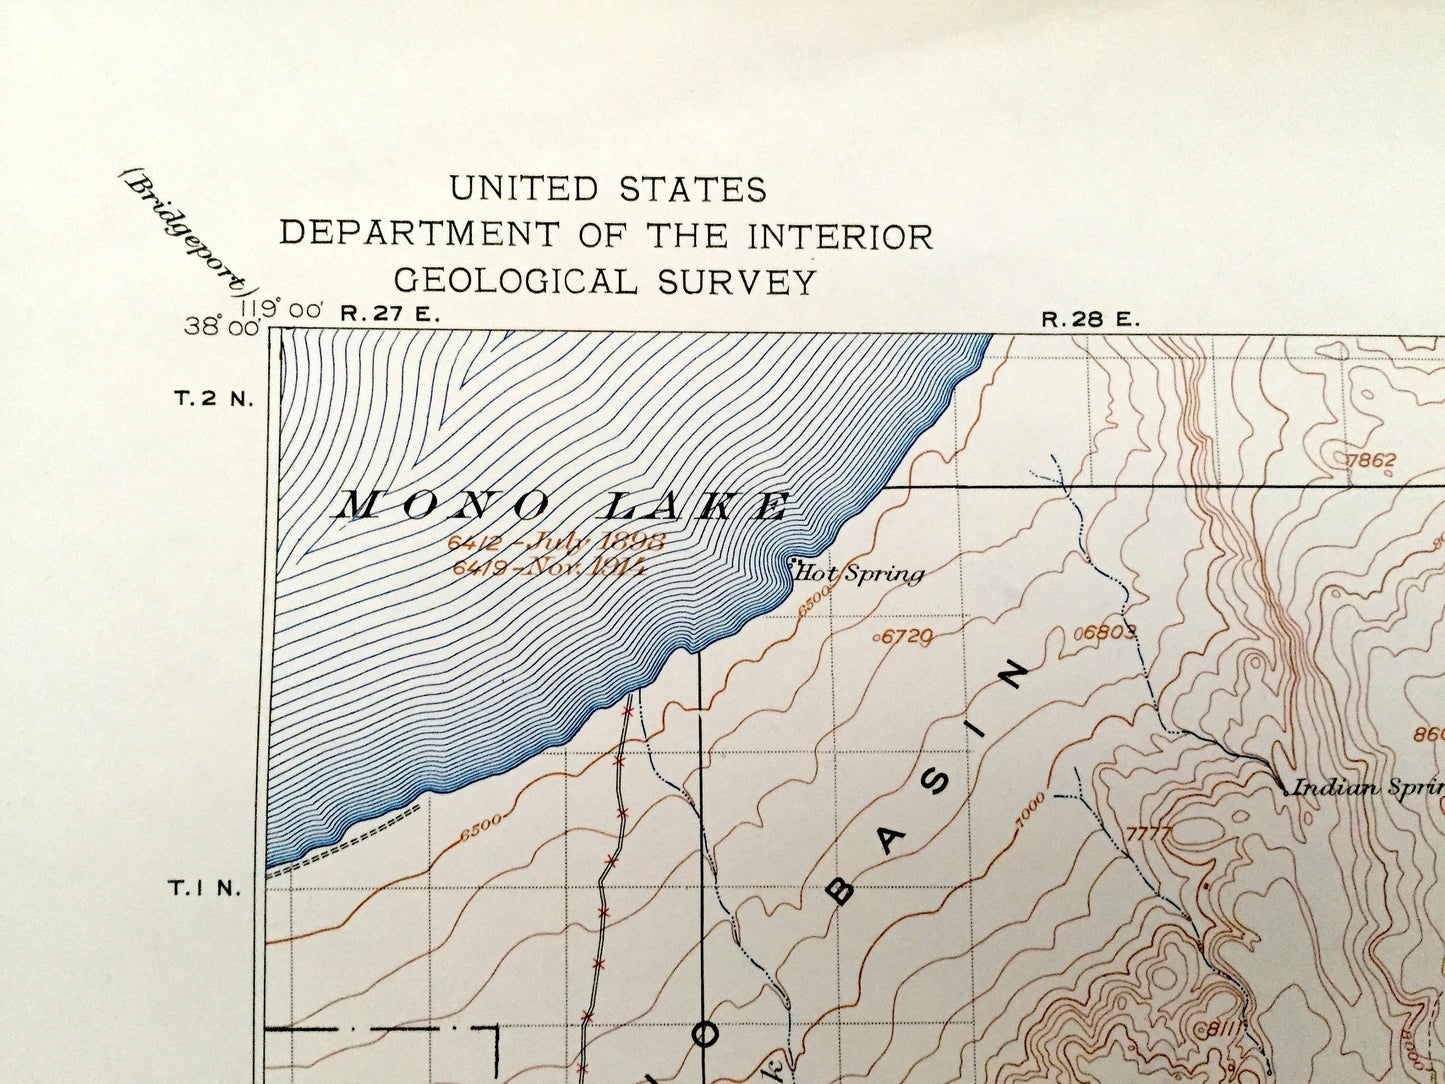 (Bridgeport)
UNITED STATES
DEPARTMENT OF THE INTERIOR
GEOLOGICAL SURVEY
119° 00'
R. 27 E.
R. 28 E.
38° 00'
T. 2 N.
7862
MONO LAKE
6412 - July 1898
6419 - Nov. 1914
Hot Spring
6500
6720
6803
BASIN
Indian
6500
7000
7777
T. 1 N.
8111
8000
k